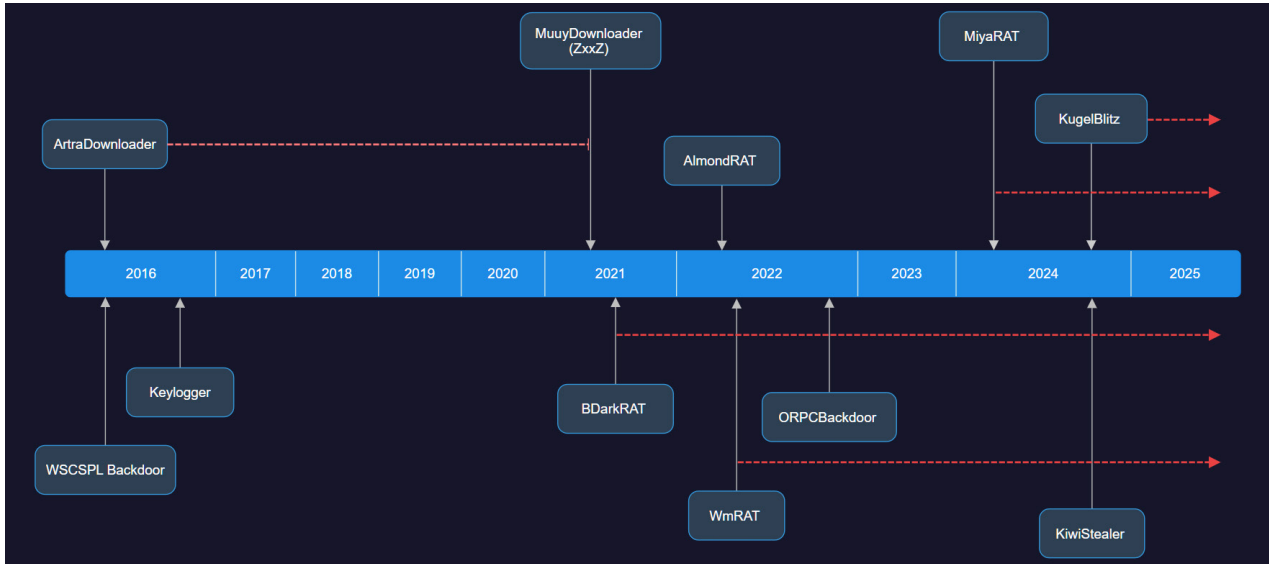 MuuyDownloader
(ZxxZ)
MiyaRAT
KugelBlitz
ArtraDownloader
AlmondRAT
2016
2017
2018
2019
2020
2021
2022
2023
2024
2025
Keylogger
BDarkRAT
ORPCBackdoor
WSCSPL Backdoor
WmRAT
KiwiStealer